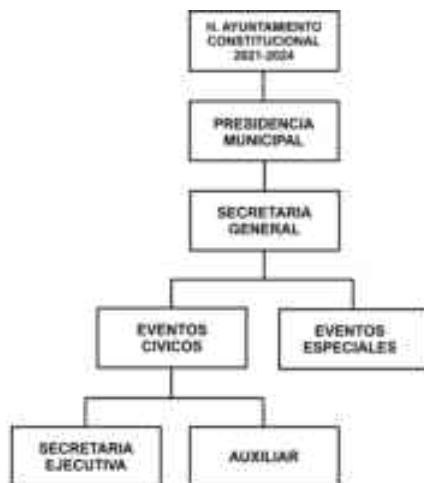 H. AYUNTAMIENTO
CONSTITUCIONAL
2021-2024
PRESIDENCIA
MUNICIPAL
SECRETARIA
GENERAL
EVENTOS
CIVICOS
EVENTOS
ESPECIALES
SECRETARIA
EJECUTIVA
AUXILIAR